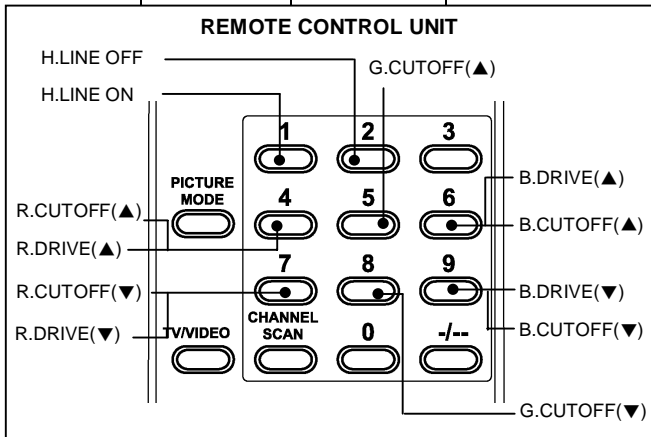 REMOTE CONTROL UNIT
H.LINE OFF
G.CUTOFF(▲)
H.LINE ON
1 2 3
PICTURE
MODE
4 5 6
B.DRIVE(▲)
R.CUTOFF(▲)
B.CUTOFF(▲)
R.DRIVE(▲)
7 8 9
R.CUTOFF(▼)
B.DRIVE(▼)
R.DRIVE(▼)
TV/VIDEO
CHANNEL
SCAN
0 -/--
B.CUTOFF(▼)
G.CUTOFF(▼)